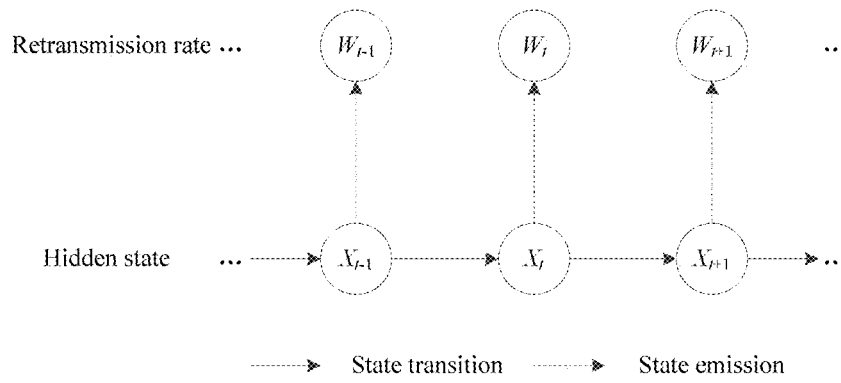 Retransmission rate ... W_{t-1} W_t W_{t+1} ..
Hidden state ... X_{t-1} X_t X_{t+1} ..
State transition State emission